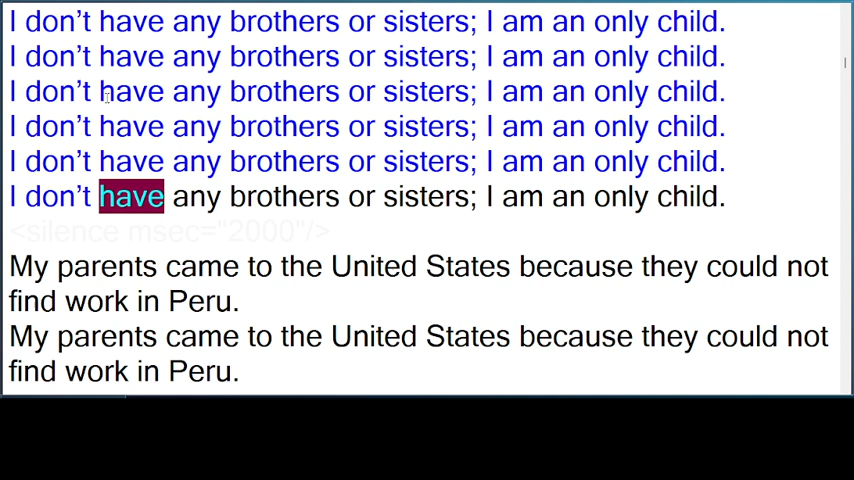 I don’t have any brothers or sisters; I am an only child.
I don’t have any brothers or sisters; I am an only child.
I don’t have any brothers or sisters; I am an only child.
I don’t have any brothers or sisters; I am an only child.
I don’t have any brothers or sisters; I am an only child.
I don’t have any brothers or sisters; I am an only child.
<silence msec="2000"/>
My parents came to the United States because they could not
find work in Peru.
My parents came to the United States because they could not
find work in Peru.